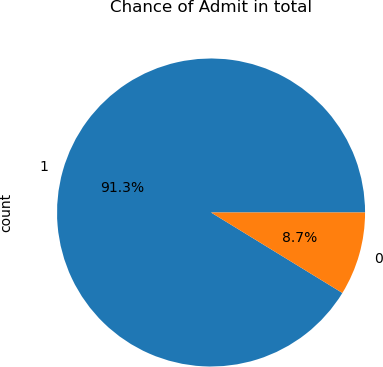 Chance of Admit in total
1
91.3%
count
8.7%
0